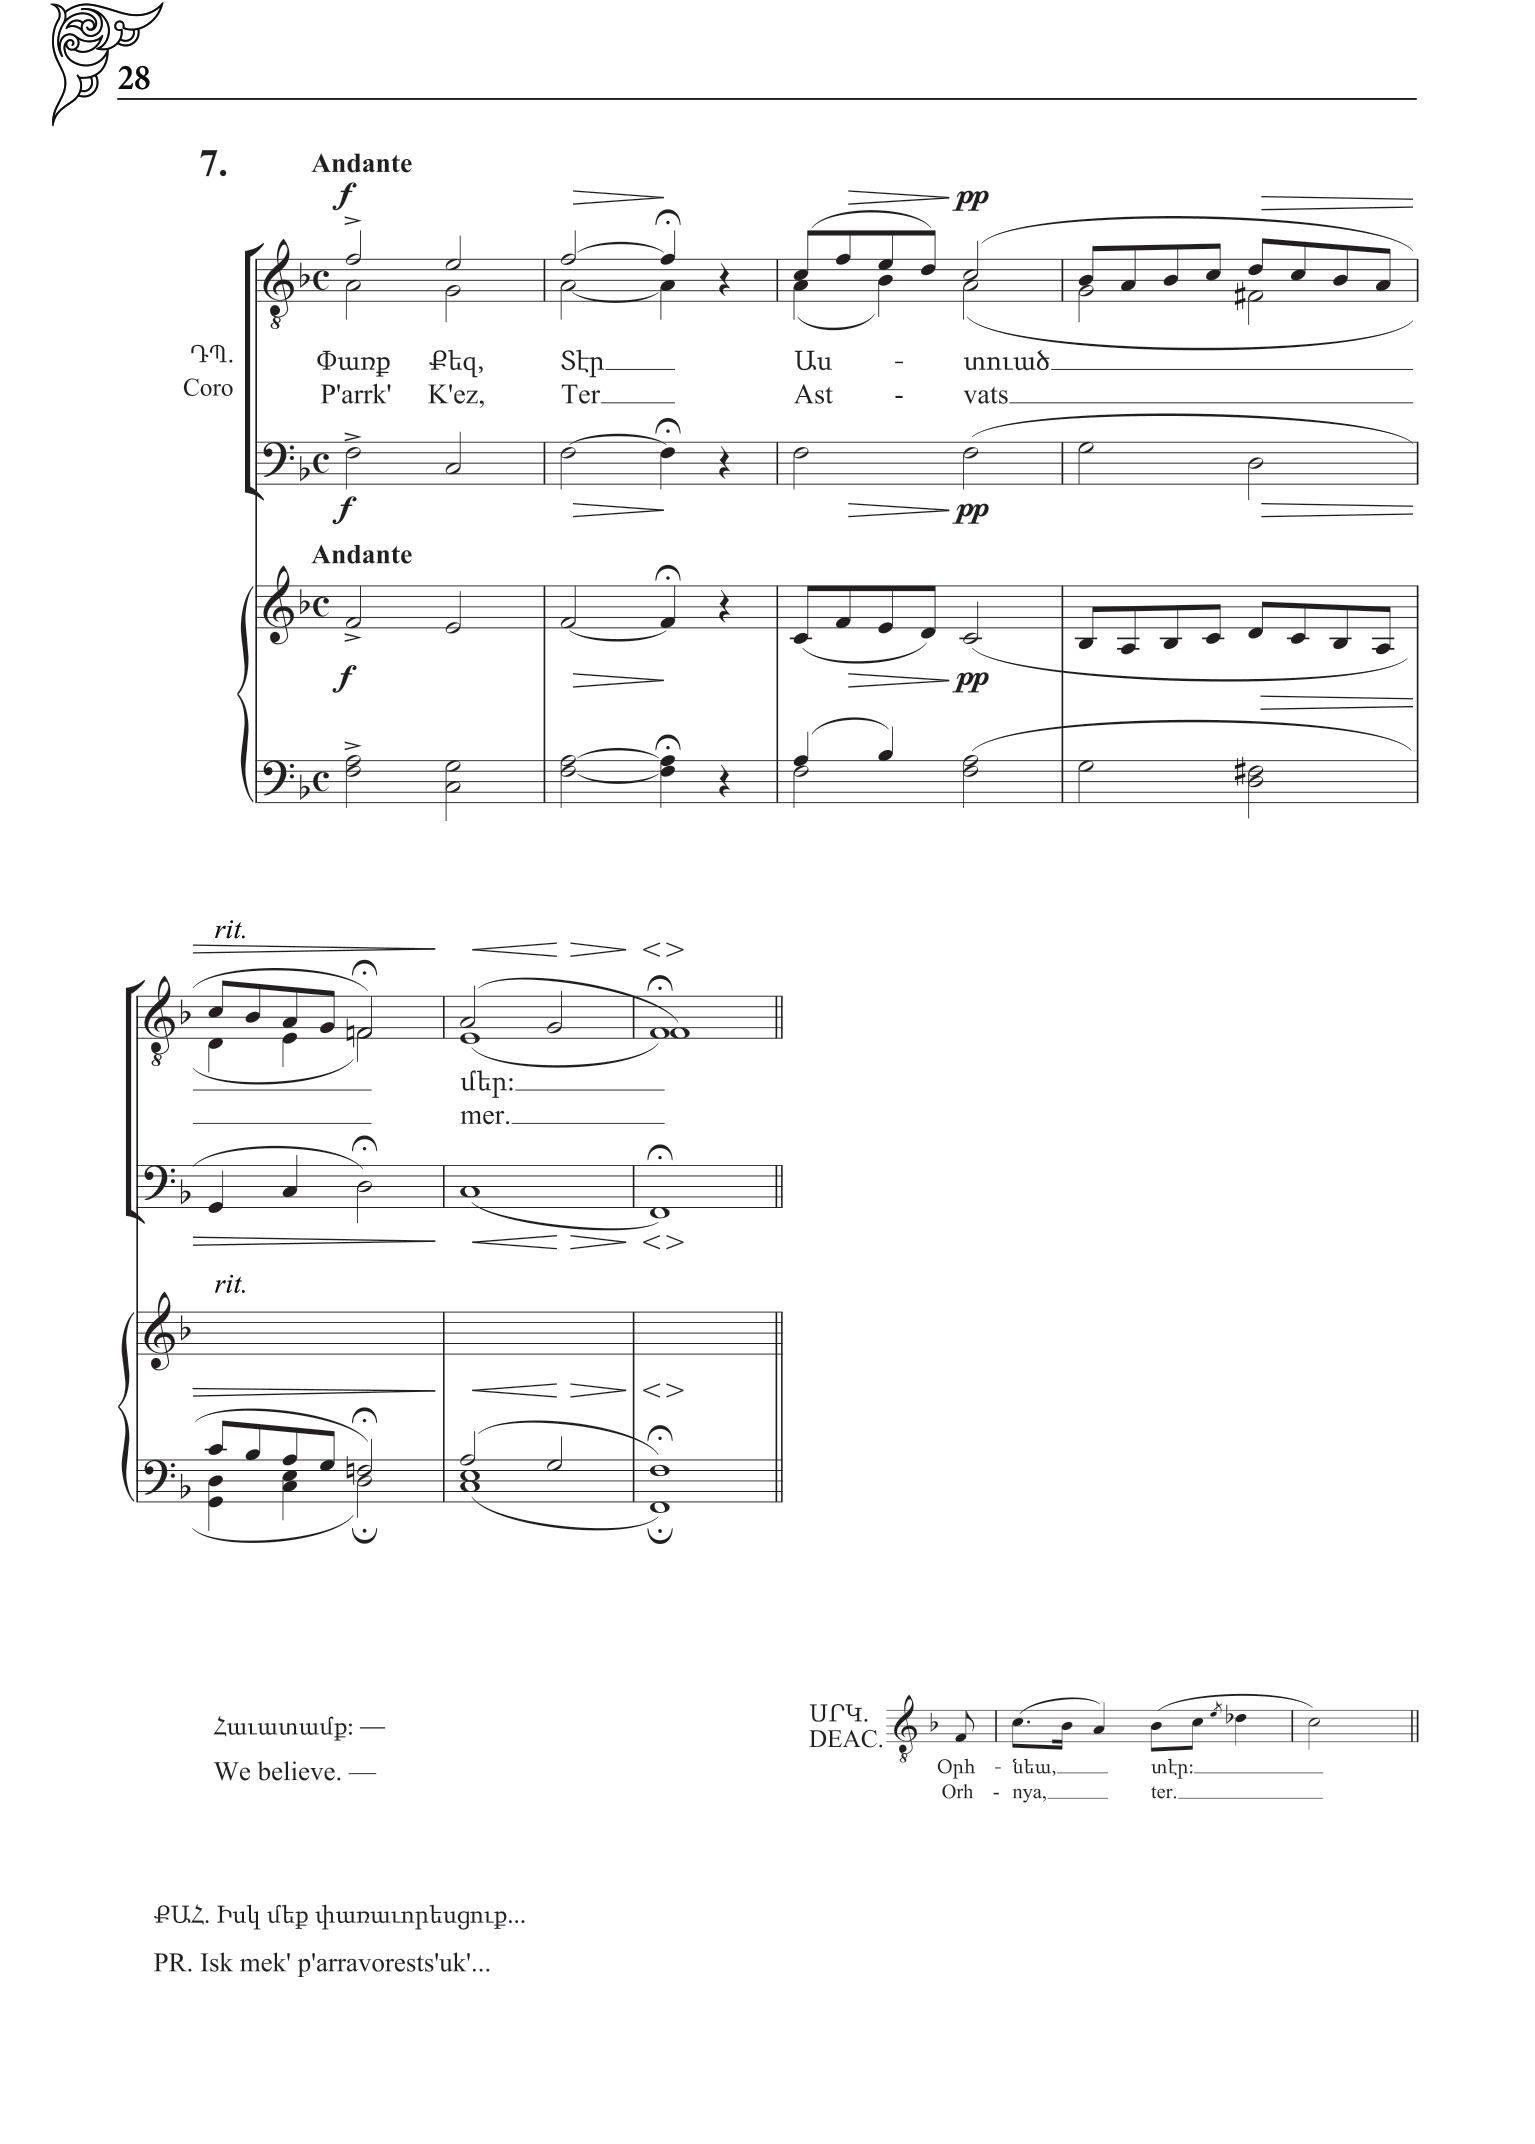 28
7. Andante
f pp
ԴՊ. Փառք Քեզ, Տէր Աս - տուած
Coro P'arrk' K'ez, Ter Ast - vats
f pp
Andante
f pp
rit.
մեր:
mer.
rit.
Հաւատամք: —
We believe. —
ՍՐԿ.
DEAC.
Օրհ - նեա, տէր:
Orh - nya, ter.
ՔԱՀ. Իսկ մեք փառաւորեսցուք...
PR. Isk mek' p'arravorests'uk'...